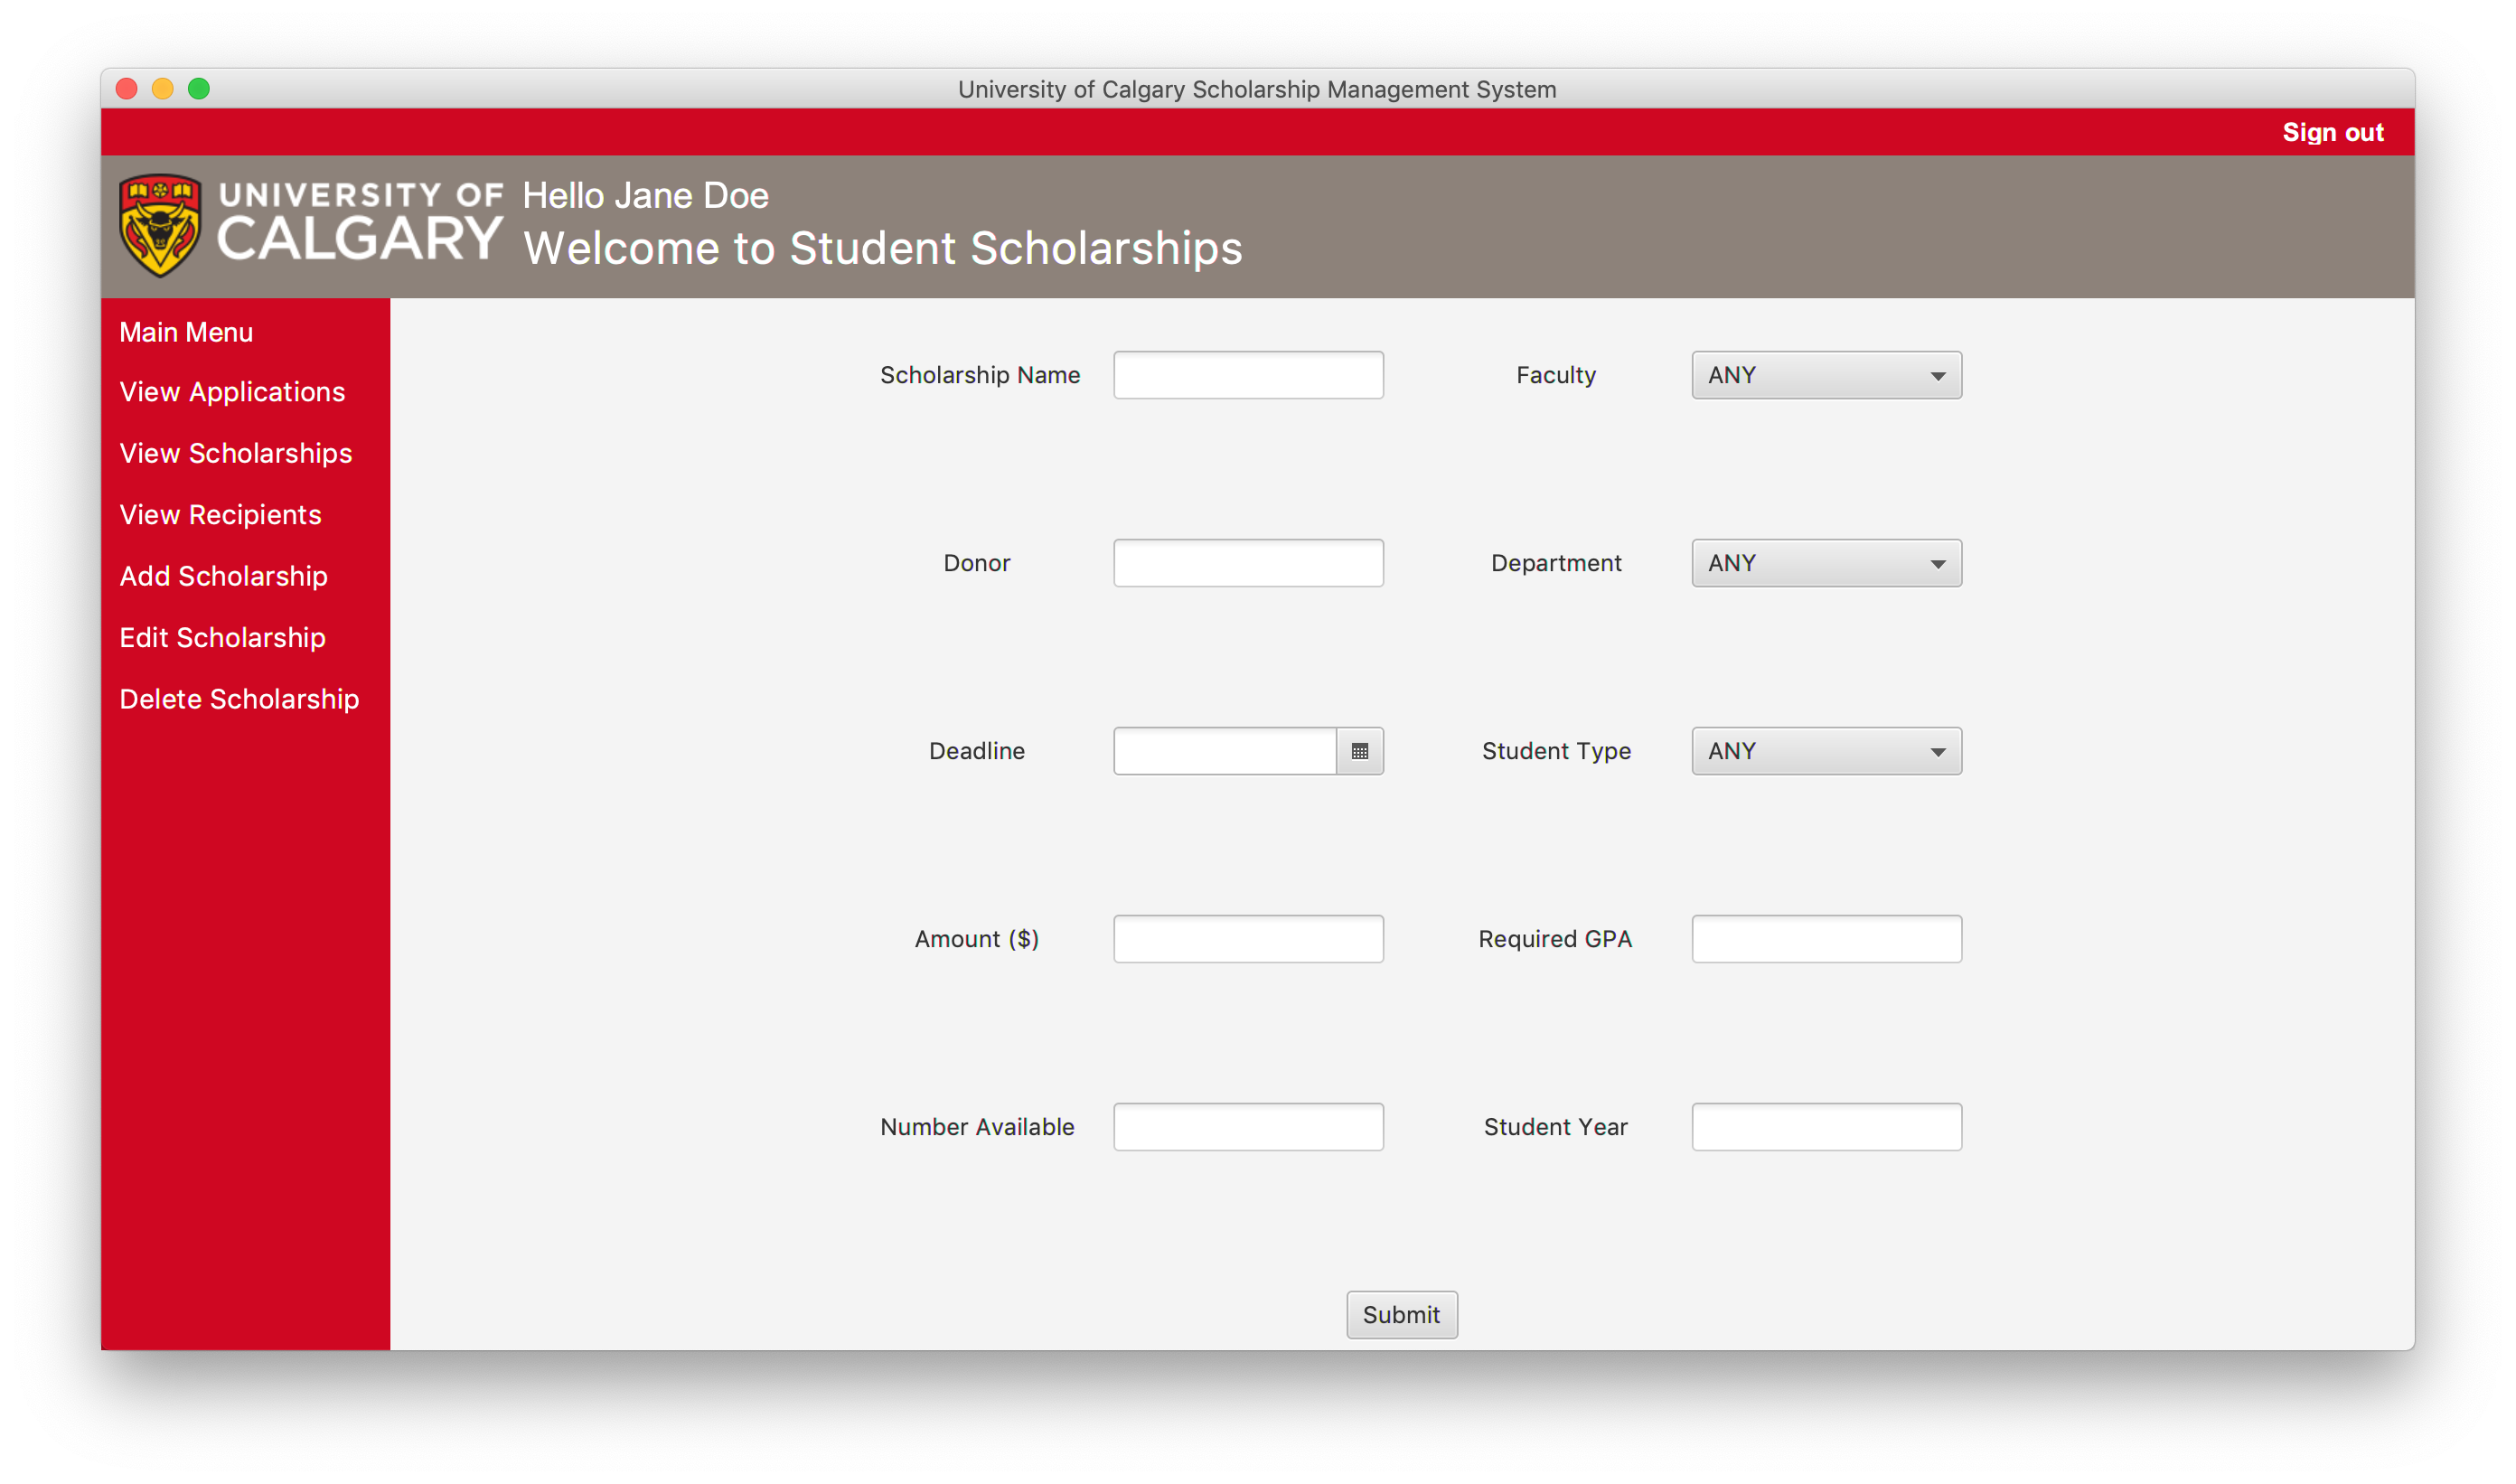 University of Calgary Scholarship Management System
Sign out
UNIVERSITY OF
CALGARY
Hello Jane Doe
Welcome to Student Scholarships
Main Menu
View Applications
View Scholarships
View Recipients
Add Scholarship
Edit Scholarship
Delete Scholarship
Scholarship Name
Faculty
ANY
Donor
Department
ANY
Deadline
Student Type
ANY
Amount ($)
Required GPA
Number Available
Student Year
Submit